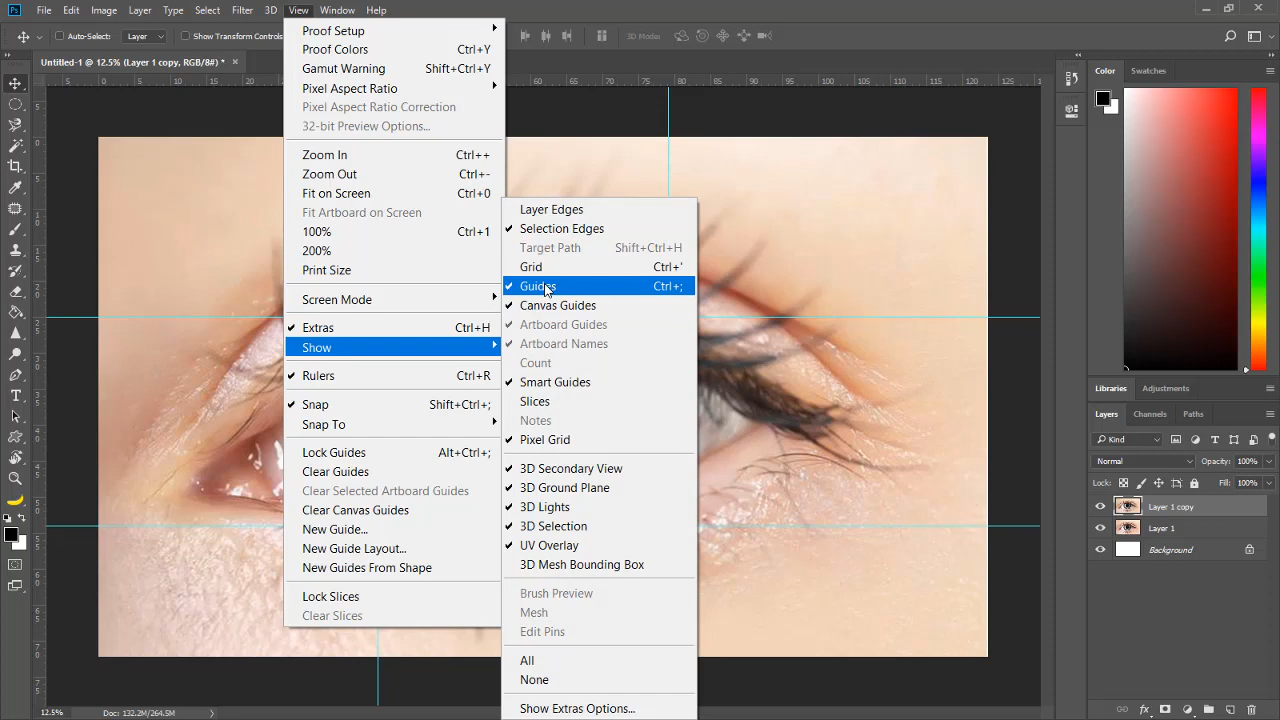 Ps File Edit Image Layer Type Select Filter 3D View Window Help
Auto-Select: Layer Show Transform Controls 3D Mode:
Untitled-1 @ 12.5% (Layer 1 copy, RGB/8#) *
Proof Setup
Proof Colors Ctrl+Y
Gamut Warning Shift+Ctrl+Y
Pixel Aspect Ratio
Pixel Aspect Ratio Correction
32-bit Preview Options...
Zoom In Ctrl++
Zoom Out Ctrl+-
Fit on Screen Ctrl+0
Fit Artboard on Screen
100% Ctrl+1
200%
Print Size
Screen Mode
Extras Ctrl+H
Show
Rulers Ctrl+R
Snap Shift+Ctrl+;
Snap To
Lock Guides Alt+Ctrl+;
Clear Guides
Clear Selected Artboard Guides
Clear Canvas Guides
New Guide...
New Guide Layout...
New Guides From Shape
Lock Slices
Clear Slices
Layer Edges
Selection Edges
Target Path Shift+Ctrl+H
Grid Ctrl+'
Guides Ctrl+;
Canvas Guides
Artboard Guides
Artboard Names
Count
Smart Guides
Slices
Notes
Pixel Grid
3D Secondary View
3D Ground Plane
3D Lights
3D Selection
UV Overlay
3D Mesh Bounding Box
Brush Preview
Mesh
Edit Pins
All
None
Show Extras Options...
Color Swatches
Libraries Adjustments
Layers Channels Paths
Kind
Normal Opacity: 100%
Lock: Fill: 100%
Layer 1 copy
Layer 1
Background
12.5% Doc: 132.2M/264.5M